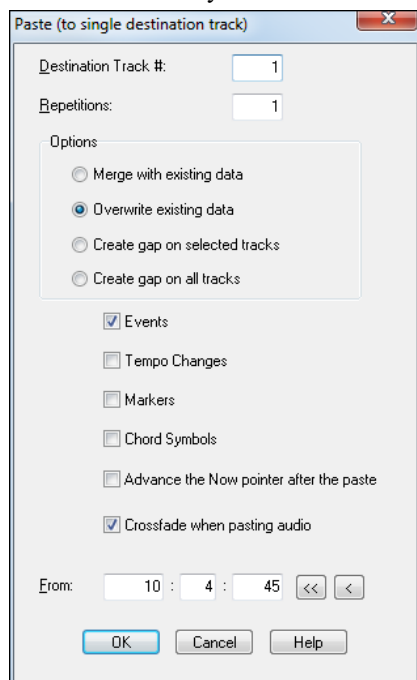 Paste (to single destination track)
Destination Track #: 1
Repetitions: 1
Options
Merge with existing data
Overwrite existing data
Create gap on selected tracks
Create gap on all tracks
Events
Tempo Changes
Markers
Chord Symbols
Advance the Now pointer after the paste
Crossfade when pasting audio
From: 10 : 4 : 45 << <
OK Cancel Help